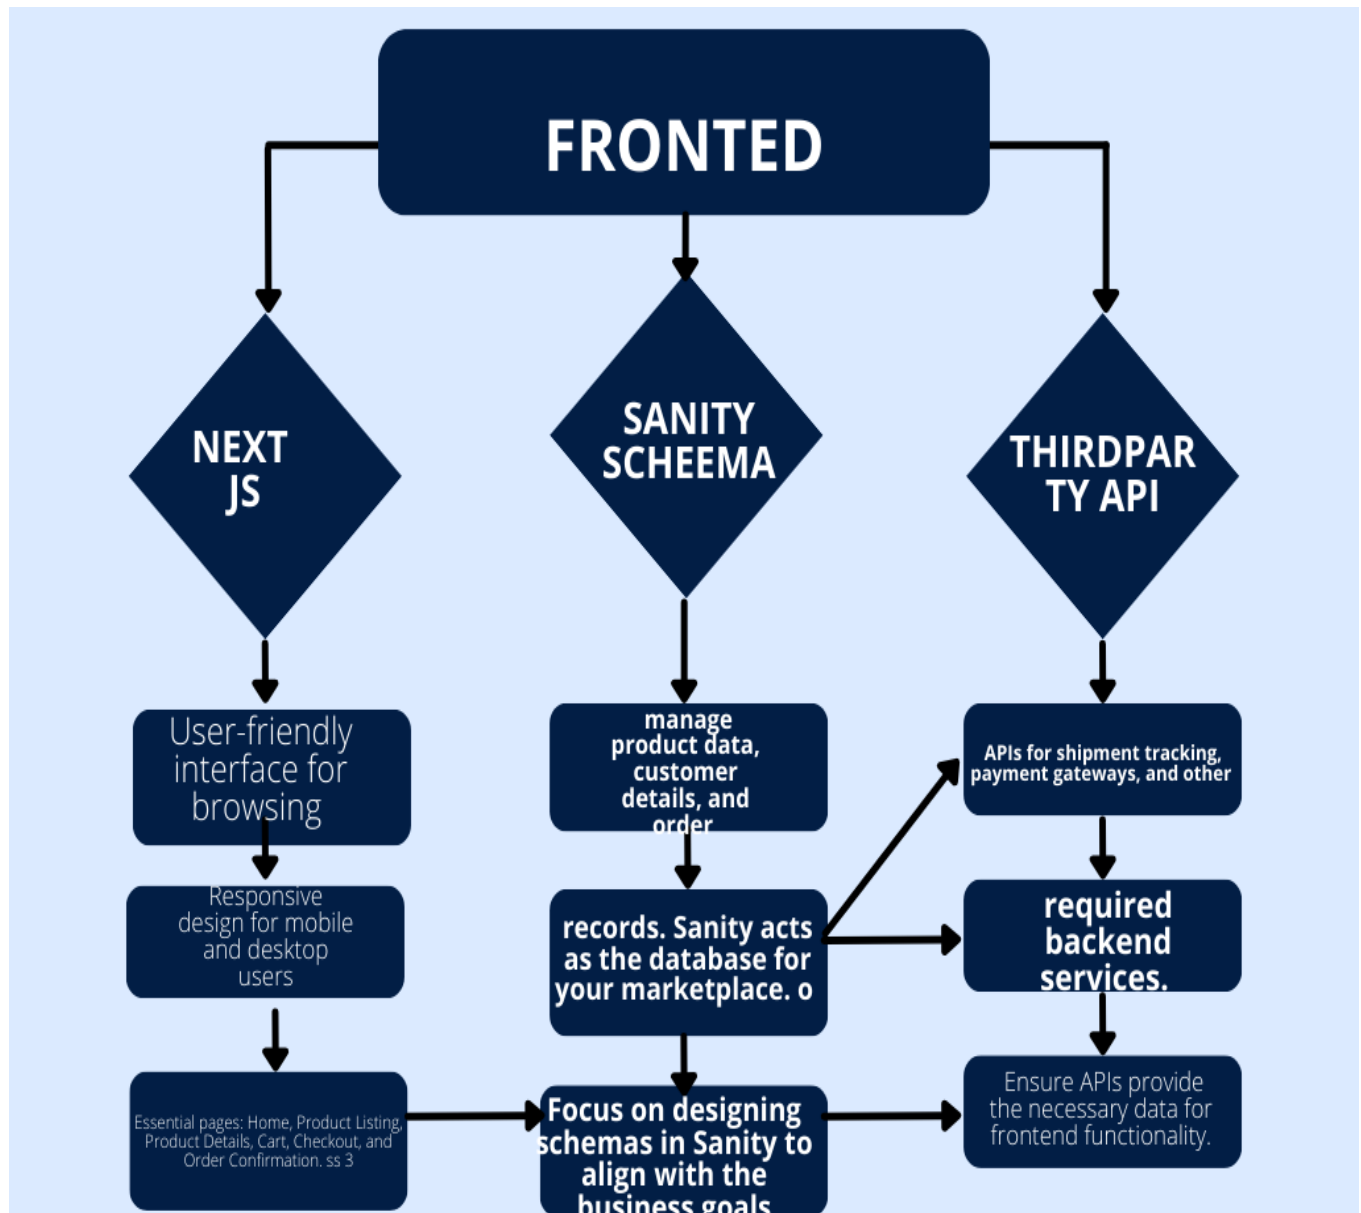 FRONTED
NEXT
JS
SANITY
SCHEEMA
THIRDPAR
TY API
User-friendly
interface for
browsing
manage
product data,
customer
details, and
order
APIs for shipment tracking,
payment gateways, and other
Responsive
design for mobile
and desktop
users
records. Sanity acts
as the database for
your marketplace. o
required
backend
services.
Essential pages: Home, Product Listing,
Product Details, Cart, Checkout, and
Order Confirmation. ss 3
Focus on designing
schemas in Sanity to
align with the
business goals
Ensure APIs provide
the necessary data for
frontend functionality.